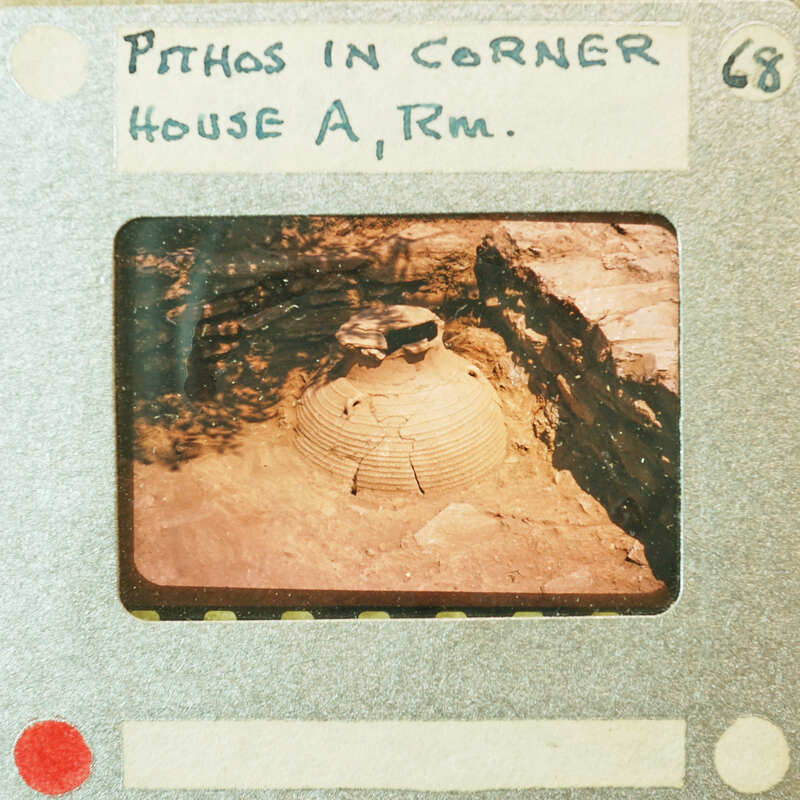 PITHOS IN CORNER
HOUSE A, Rm.
68